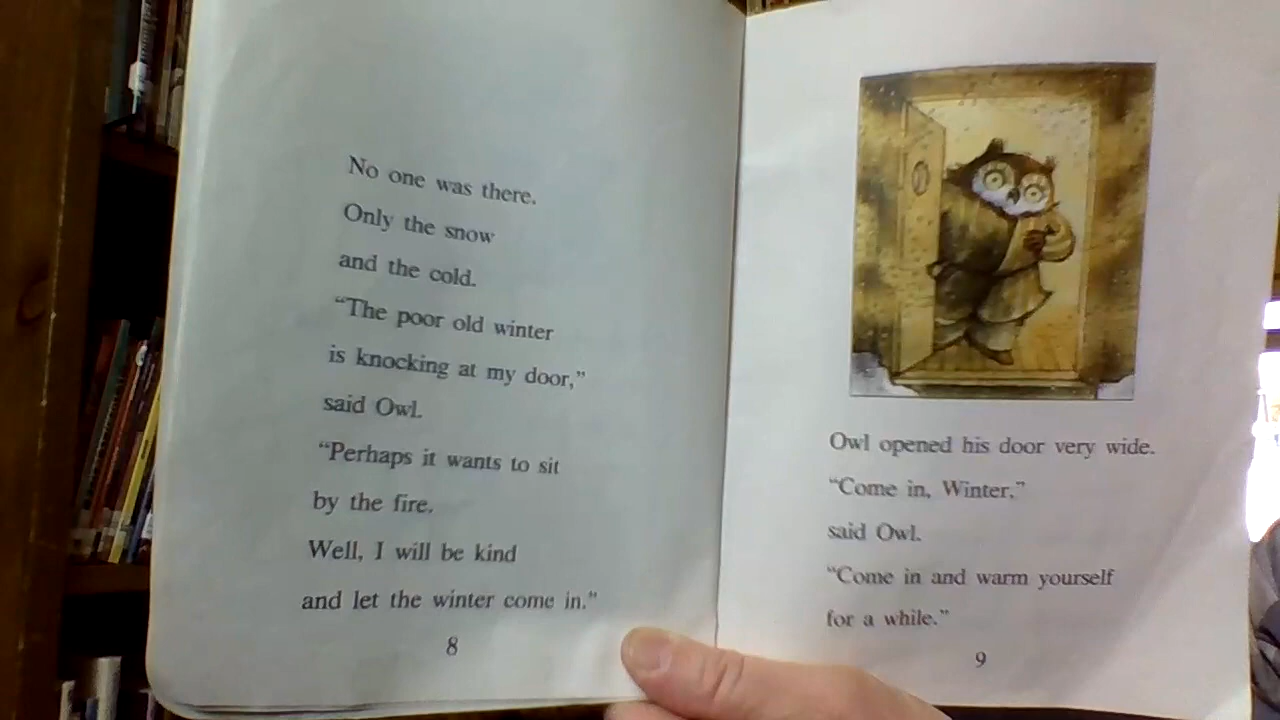 No one was there.
Only the snow
and the cold.
“The poor old winter
is knocking at my door,”
said Owl.
“Perhaps it wants to sit
by the fire.
Well, I will be kind
and let the winter come in.”
8
Owl opened his door very wide.
“Come in, Winter,”
said Owl.
“Come in and warm yourself
for a while.”
9